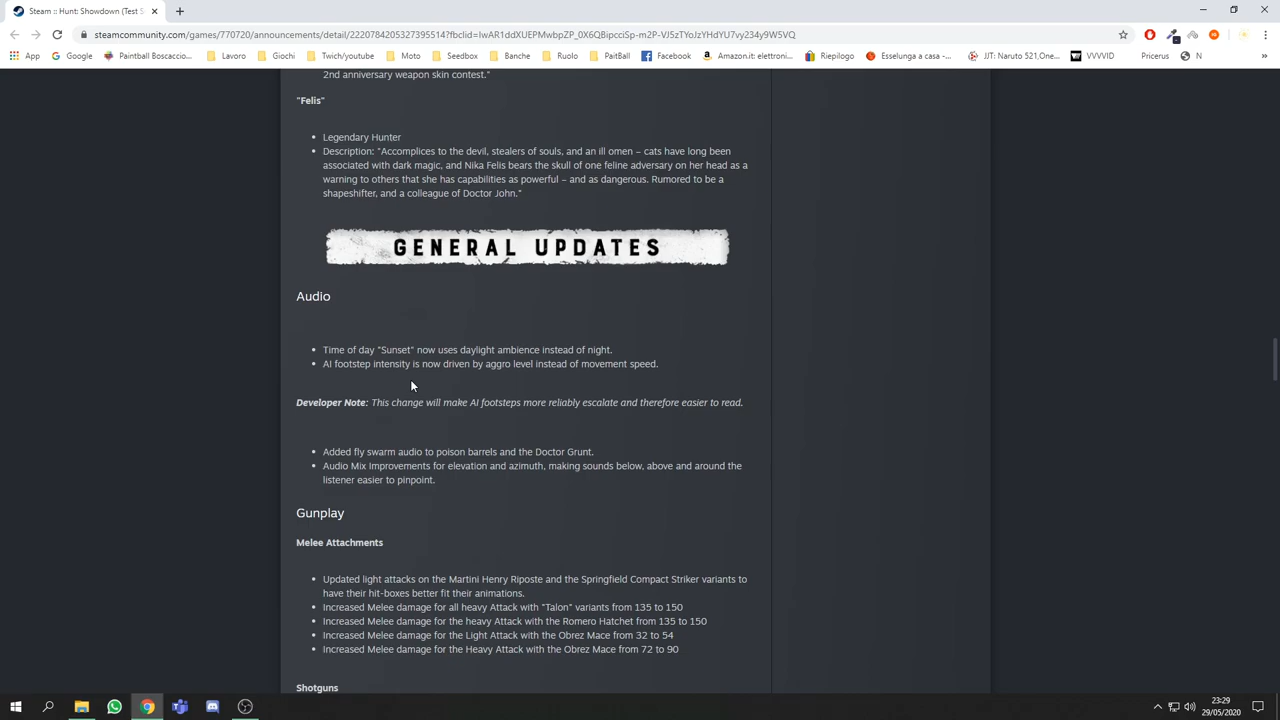 Steam :: Hunt: Showdown (Test S
steamcommunity.com/games/770720/announcements/detail/2220784205327395514?fbclid=IwAR1ddXUEPMwbpZP_0X6QBipcciSp-m2P-VJ5zTYoJzYHdYU7vy234y9W5VQ
App Google Paintball Boscaccio... Lavoro Giochi Twich/youtube Moto Seedbox Banche Ruolo PaitBall Facebook Amazon.it: elettroni... Riepilogo Esselunga a casa -... JJT: Naruto 521,One... VVVVID Pricerus N »
2nd anniversary weapon skin contest."
"Felis"
Legendary Hunter
Description: "Accomplices to the devil, stealers of souls, and an ill omen – cats have long been
associated with dark magic, and Nika Felis bears the skull of one feline adversary on her head as a
warning to others that she has capabilities as powerful – and as dangerous. Rumored to be a
shapeshifter, and a colleague of Doctor John."
GENERAL UPDATES
Audio
Time of day "Sunset" now uses daylight ambience instead of night.
AI footstep intensity is now driven by aggro level instead of movement speed.
Developer Note: This change will make AI footsteps more reliably escalate and therefore easier to read.
Added fly swarm audio to poison barrels and the Doctor Grunt.
Audio Mix Improvements for elevation and azimuth, making sounds below, above and around the
listener easier to pinpoint.
Gunplay
Melee Attachments
Updated light attacks on the Martini Henry Riposte and the Springfield Compact Striker variants to
have their hit-boxes better fit their animations.
Increased Melee damage for all heavy Attack with "Talon" variants from 135 to 150
Increased Melee damage for the heavy Attack with the Romero Hatchet from 135 to 150
Increased Melee damage for the Light Attack with the Obrez Mace from 32 to 54
Increased Melee damage for the Heavy Attack with the Obrez Mace from 72 to 90
Shotguns
23:29
29/05/2020